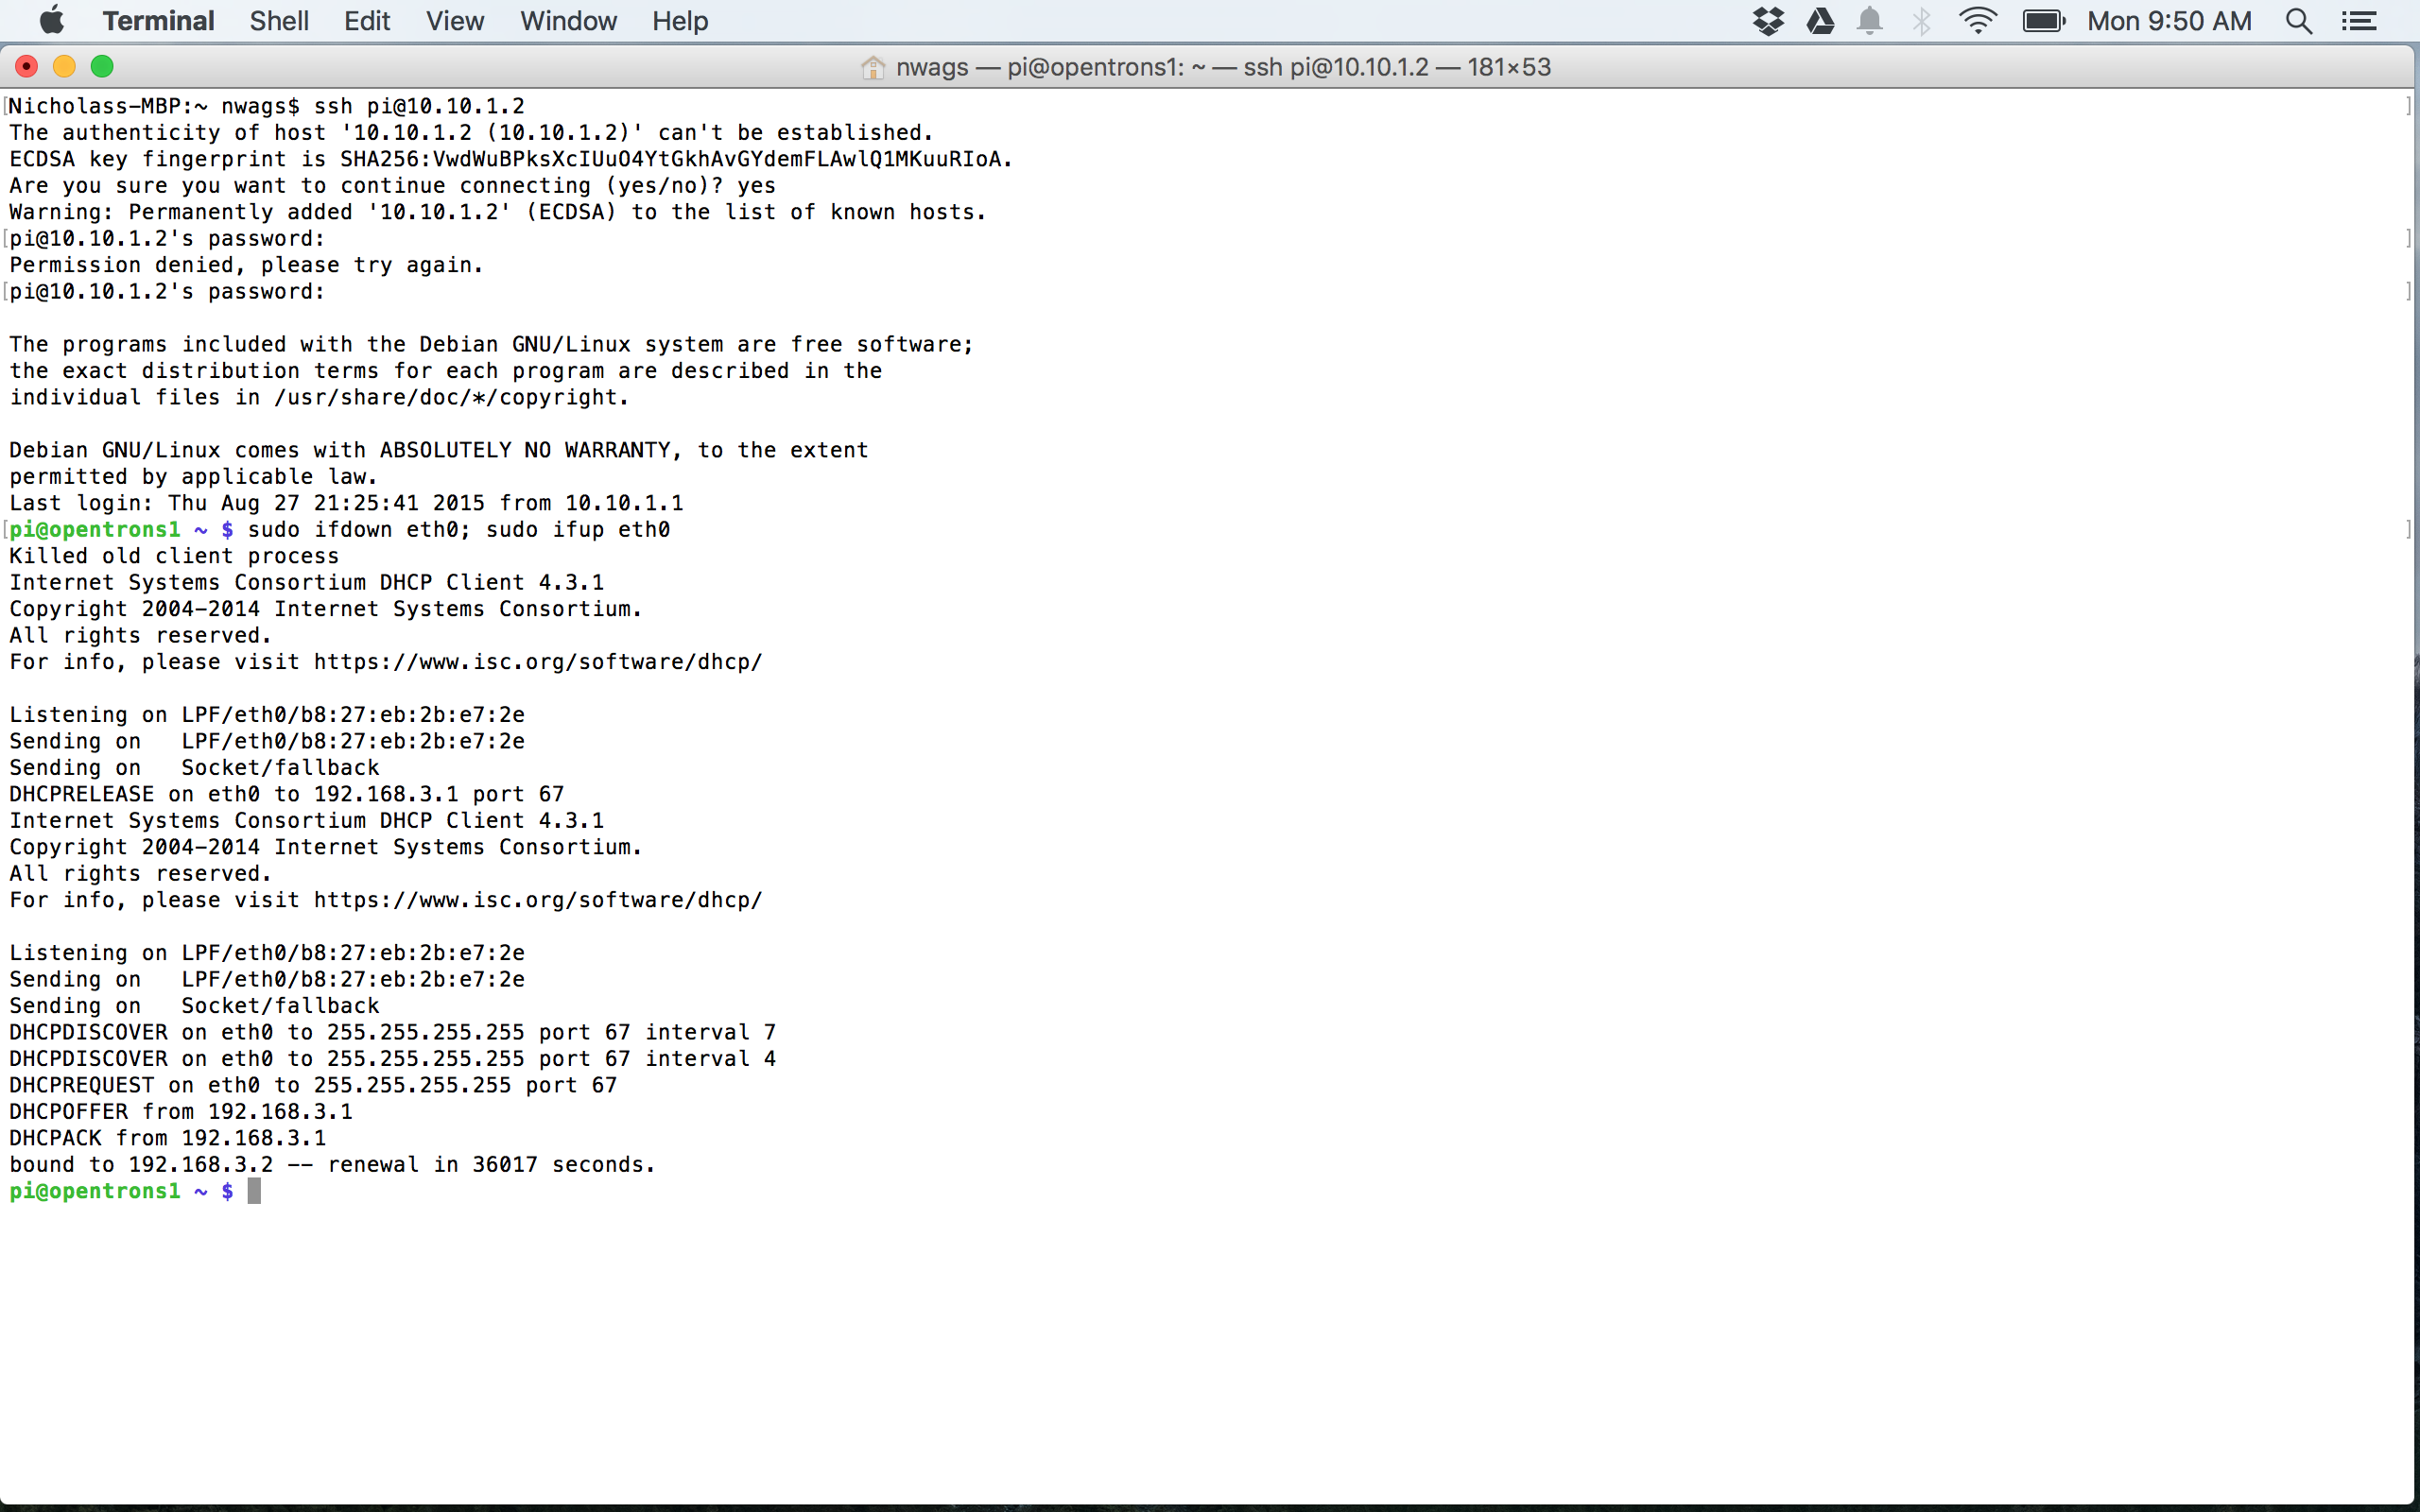 Terminal Shell Edit View Window Help Mon 9:50 AM
nwags — pi@opentrons1: ~ — ssh pi@10.10.1.2 — 181×53
[Nicholass-MBP:~ nwags$ ssh pi@10.10.1.2 ]
The authenticity of host '10.10.1.2 (10.10.1.2)' can't be established.
ECDSA key fingerprint is SHA256:VwdWuBPksXcIUuO4YtGkhAvGYdemFLAwlQ1MKuuRIoA.
Are you sure you want to continue connecting (yes/no)? yes
Warning: Permanently added '10.10.1.2' (ECDSA) to the list of known hosts.
[pi@10.10.1.2's password: ]
Permission denied, please try again.
[pi@10.10.1.2's password: ]
The programs included with the Debian GNU/Linux system are free software;
the exact distribution terms for each program are described in the
individual files in /usr/share/doc/*/copyright.
Debian GNU/Linux comes with ABSOLUTELY NO WARRANTY, to the extent
permitted by applicable law.
Last login: Thu Aug 27 21:25:41 2015 from 10.10.1.1
[pi@opentrons1 ~ $ sudo ifdown eth0; sudo ifup eth0 ]
Killed old client process
Internet Systems Consortium DHCP Client 4.3.1
Copyright 2004-2014 Internet Systems Consortium.
All rights reserved.
For info, please visit https://www.isc.org/software/dhcp/
Listening on LPF/eth0/b8:27:eb:2b:e7:2e
Sending on   LPF/eth0/b8:27:eb:2b:e7:2e
Sending on   Socket/fallback
DHCPRELEASE on eth0 to 192.168.3.1 port 67
Internet Systems Consortium DHCP Client 4.3.1
Copyright 2004-2014 Internet Systems Consortium.
All rights reserved.
For info, please visit https://www.isc.org/software/dhcp/
Listening on LPF/eth0/b8:27:eb:2b:e7:2e
Sending on   LPF/eth0/b8:27:eb:2b:e7:2e
Sending on   Socket/fallback
DHCPDISCOVER on eth0 to 255.255.255.255 port 67 interval 7
DHCPDISCOVER on eth0 to 255.255.255.255 port 67 interval 4
DHCPREQUEST on eth0 to 255.255.255.255 port 67
DHCPOFFER from 192.168.3.1
DHCPACK from 192.168.3.1
bound to 192.168.3.2 -- renewal in 36017 seconds.
pi@opentrons1 ~ $